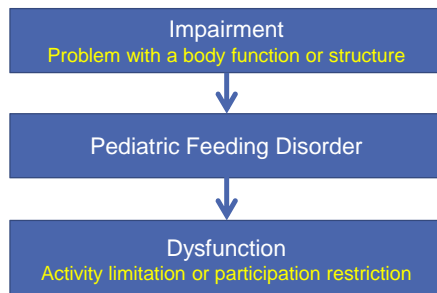 Impairment
Problem with a body function or structure
Pediatric Feeding Disorder
Dysfunction
Activity limitation or participation restriction